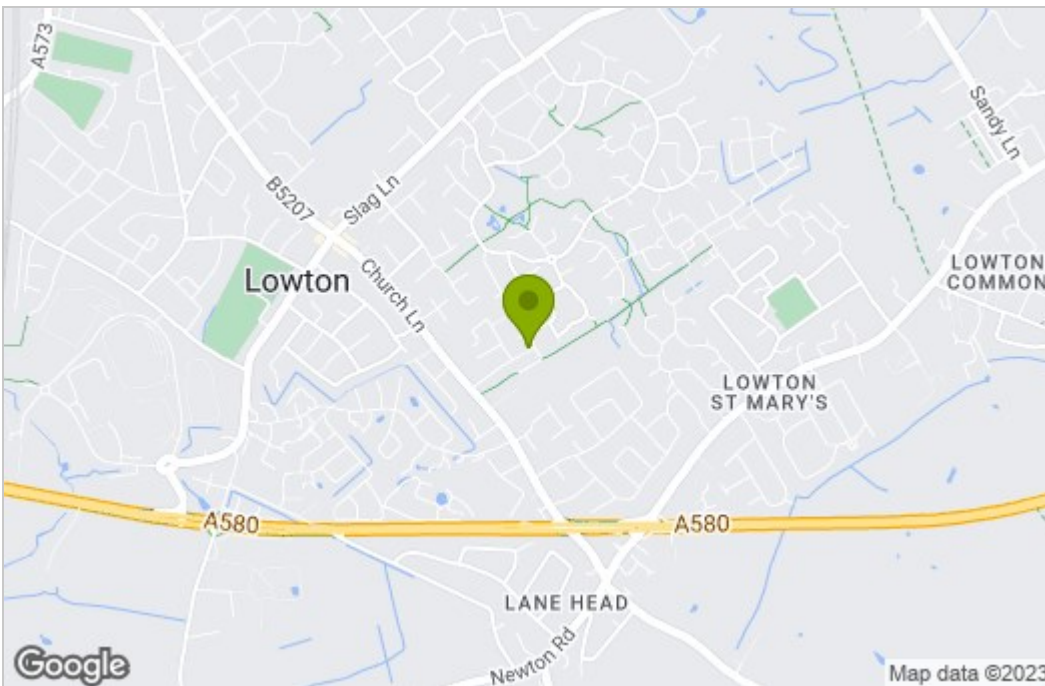 A573
B5207
Slag Ln
Sandy Ln
Lowton
Church Ln
LOWTON
COMMON
LOWTON
ST MARY'S
A580
A580
LANE HEAD
Newton Rd
Google
Map data ©2023